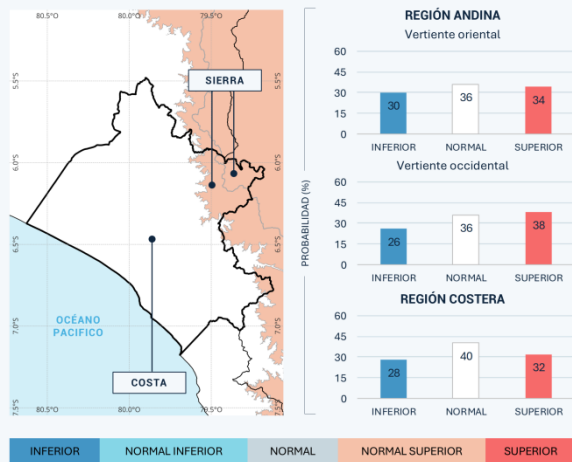 80.5°O 80.0°O 79.5°O
5.5°S 5.5°S
SIERRA
6.0°S 6.0°S
6.5°S 6.5°S
OCÉANO
PACIFICO
7.0°S 7.0°S
COSTA
7.5°S 7.5°S
80.5°O 80.0°O 79.5°O
PROBABILIDAD (%)
REGIÓN ANDINA
Vertiente oriental
60
45
30
15
0
30 36 34
INFERIOR NORMAL SUPERIOR
Vertiente occidental
60
45
30
15
0
26 36 38
INFERIOR NORMAL SUPERIOR
REGIÓN COSTERA
60
45
30
15
0
28 40 32
INFERIOR NORMAL SUPERIOR
INFERIOR NORMAL INFERIOR NORMAL NORMAL SUPERIOR SUPERIOR